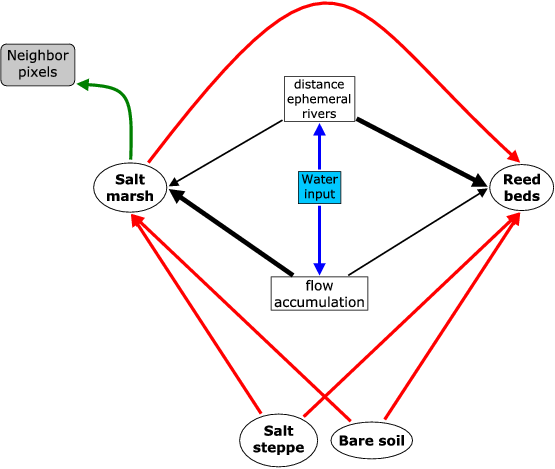 Neighbor
pixels
distance
ephemeral
rivers
Salt
marsh
Water
input
Reed
beds
flow
accumulation
Salt
steppe
Bare soil